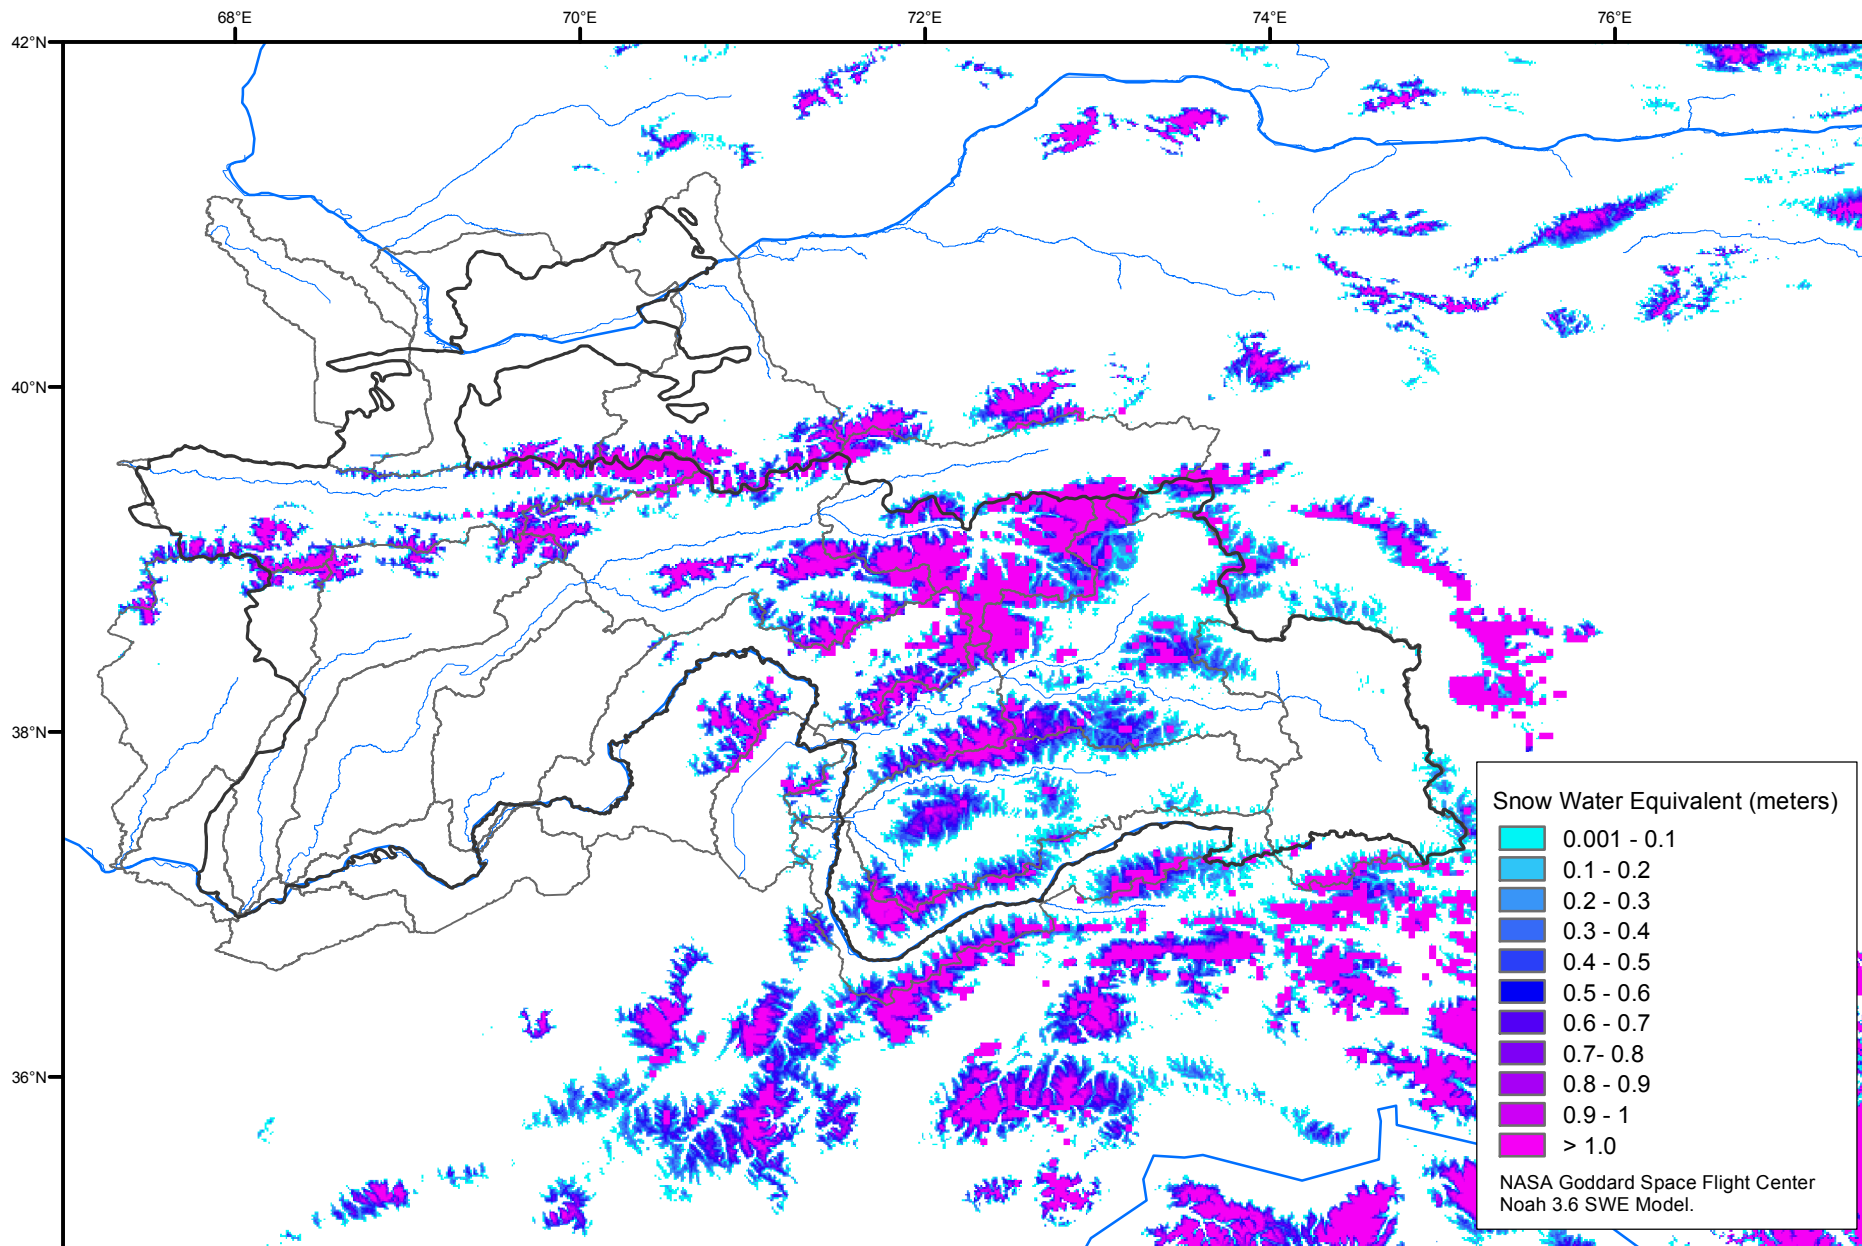 68°E
70°E
72°E
74°E
76°E
42°N
40°N
38°N
36°N
Snow Water Equivalent (meters)
0.001 - 0.1
0.1 - 0.2
0.2 - 0.3
0.3 - 0.4
0.4 - 0.5
0.5 - 0.6
0.6 - 0.7
0.7- 0.8
0.8 - 0.9
0.9 - 1
> 1.0
NASA Goddard Space Flight Center
Noah 3.6 SWE Model.